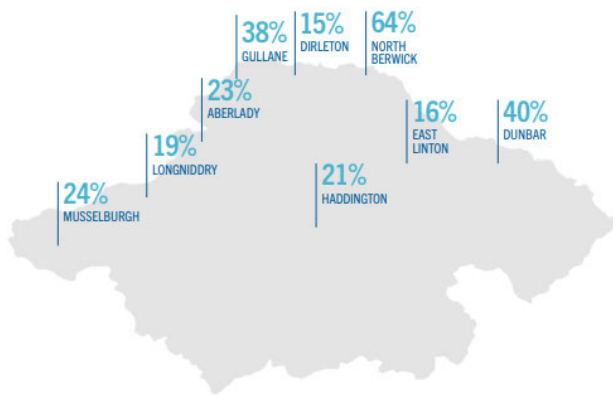 38%
GULLANE
15%
DIRLETON
64%
NORTH
BERWICK
23%
ABERLADY
16%
EAST
LINTON
40%
DUNBAR
19%
LONGNIDDRY
21%
HADDINGTON
24%
MUSSELBURGH